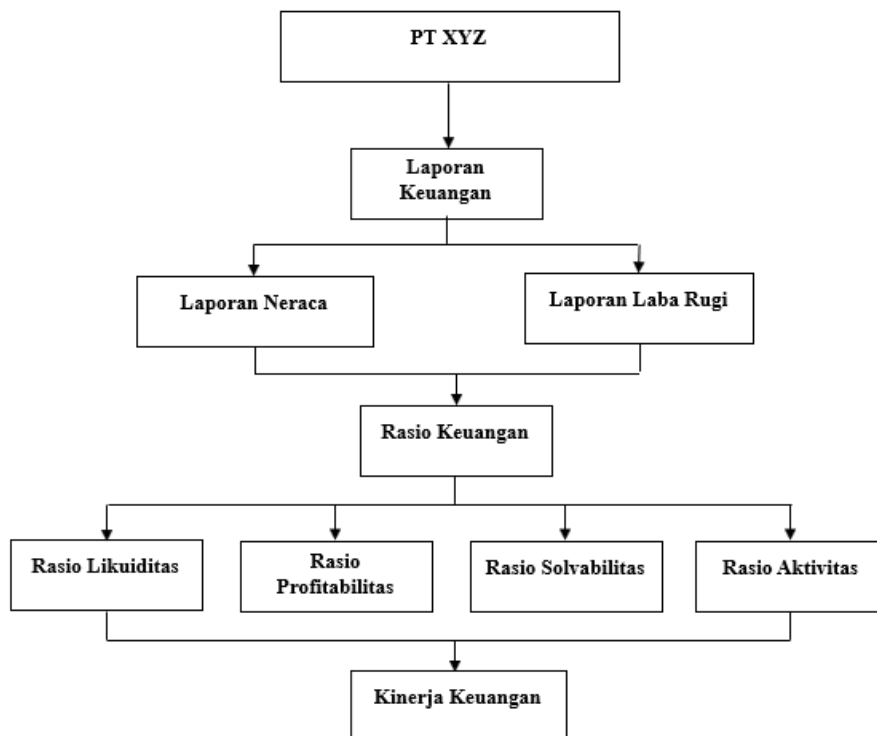 PT XYZ
Laporan
Keuangan
Laporan Neraca
Laporan Laba Rugi
Rasio Keuangan
Rasio Likuiditas
Rasio
Profitabilitas
Rasio Solvabilitas
Rasio Aktivitas
Kinerja Keuangan